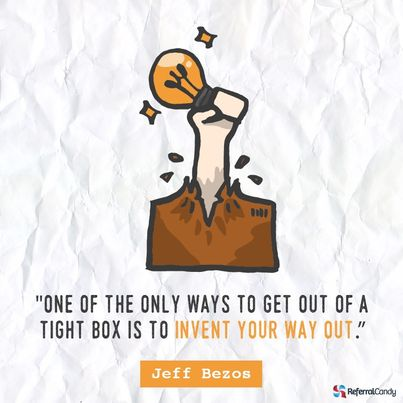 "ONE OF THE ONLY WAYS TO GET OUT OF A
TIGHT BOX IS TO INVENT YOUR WAY OUT.”
Jeff Bezos
ReferralCandy